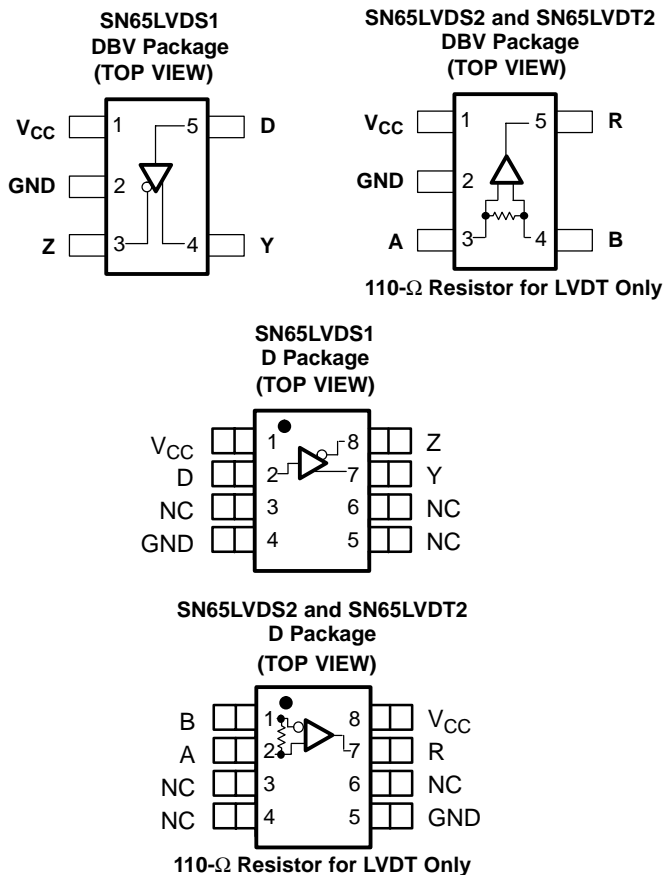 SN65LVDS1
DBV Package
(TOP VIEW)
VCC 1 5 D
GND 2
Z 3 4 Y
SN65LVDS2 and SN65LVDT2
DBV Package
(TOP VIEW)
VCC 1 5 R
GND 2
A 3 4 B
110-Ω Resistor for LVDT Only
SN65LVDS1
D Package
(TOP VIEW)
VCC 1 8 Z
D 2 7 Y
NC 3 6 NC
GND 4 5 NC
SN65LVDS2 and SN65LVDT2
D Package
(TOP VIEW)
B 1 8 VCC
A 2 7 R
NC 3 6 NC
NC 4 5 GND
110-Ω Resistor for LVDT Only